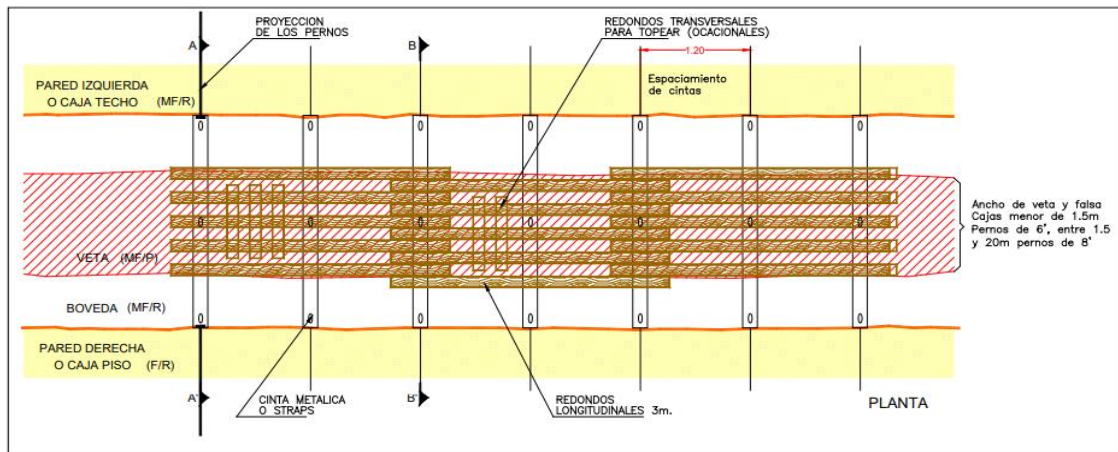 PROYECCION
DE LOS PERNOS
REDONDOS TRANSVERSALES
PARA TOPEAR (OCACIONALES)
A
B
1.20
PARED IZQUIERDA
O CAJA TECHO (MF/R)
Espaciamiento
de cintas
Ancho de veta y falsa
Cajas menor de 1.5m
Pernos de 6', entre 1.5
y 20m pernos de 8'
VETA (MF/P)
BOVEDA (MF/R)
PARED DERECHA
O CAJA PISO (F/R)
A'
B'
CINTA METALICA
O STRAPS
REDONDOS
LONGITUDINALES 3m.
PLANTA